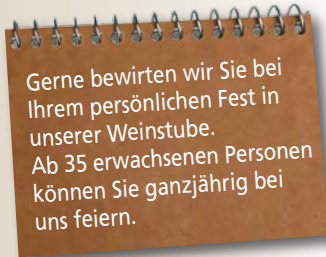 Gerne bewirten wir Sie bei
Ihrem persönlichen Fest in
unserer Weinstube.
Ab 35 erwachsenen Personen
können Sie ganzjährig bei
uns feiern.